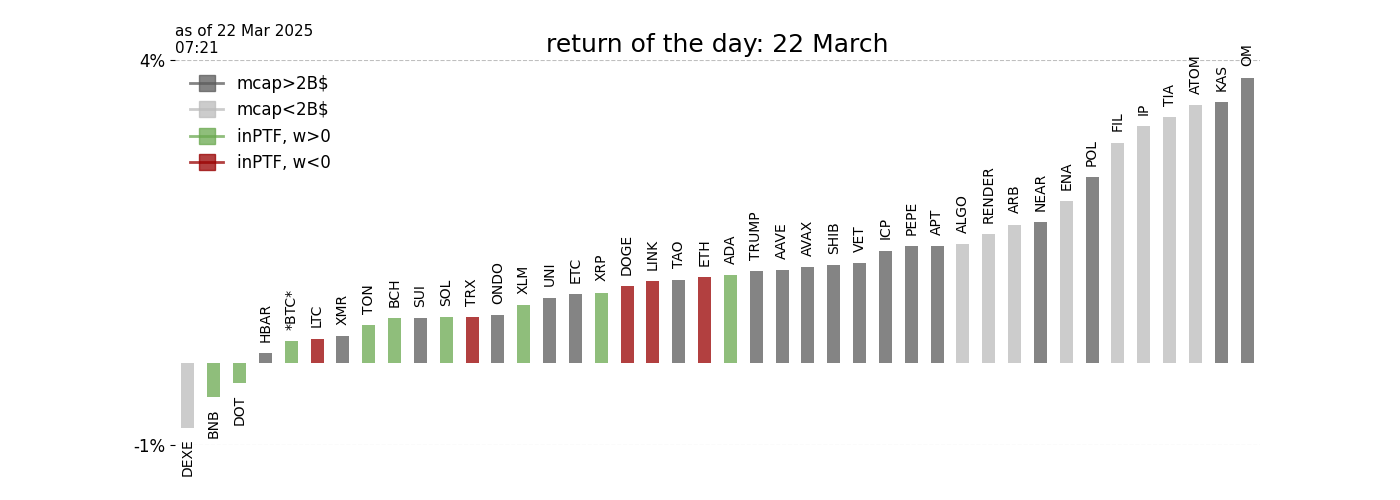 as of 22 Mar 2025
07:21
return of the day: 22 March
4%
mcap>2B$
mcap<2B$
inPTF, w>0
inPTF, w<0
-1%
DEXE
BNB
DOT
HBAR
*BTC*
LTC
XMR
TON
BCH
SUI
SOL
TRX
ONDO
XLM
UNI
ETC
XRP
DOGE
LINK
TAO
ETH
ADA
TRUMP
AAVE
AVAX
SHIB
VET
ICP
PEPE
APT
ALGO
RENDER
ARB
NEAR
ENA
POL
FIL
IP
TIA
ATOM
KAS
OM